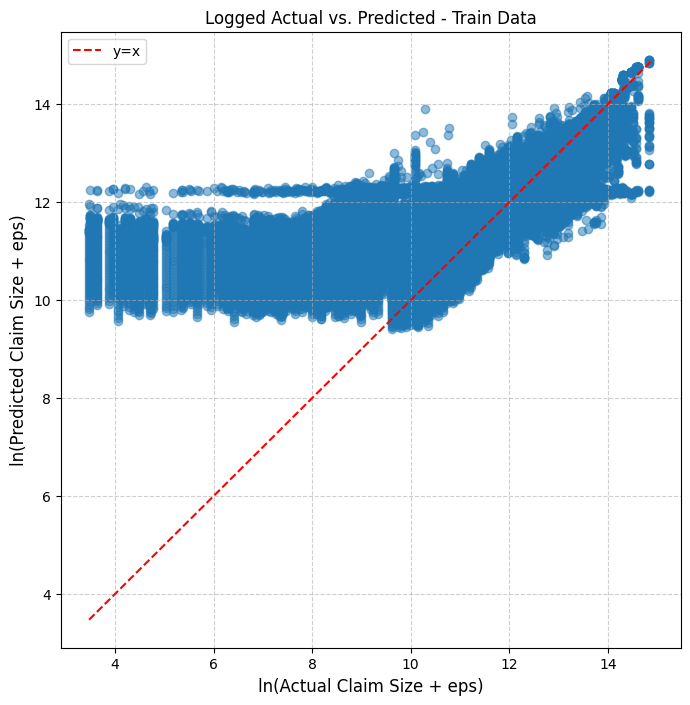 Logged Actual vs. Predicted - Train Data
y=x
ln(Predicted Claim Size + eps)
14
12
10
8
6
4
4 6 8 10 12 14
ln(Actual Claim Size + eps)